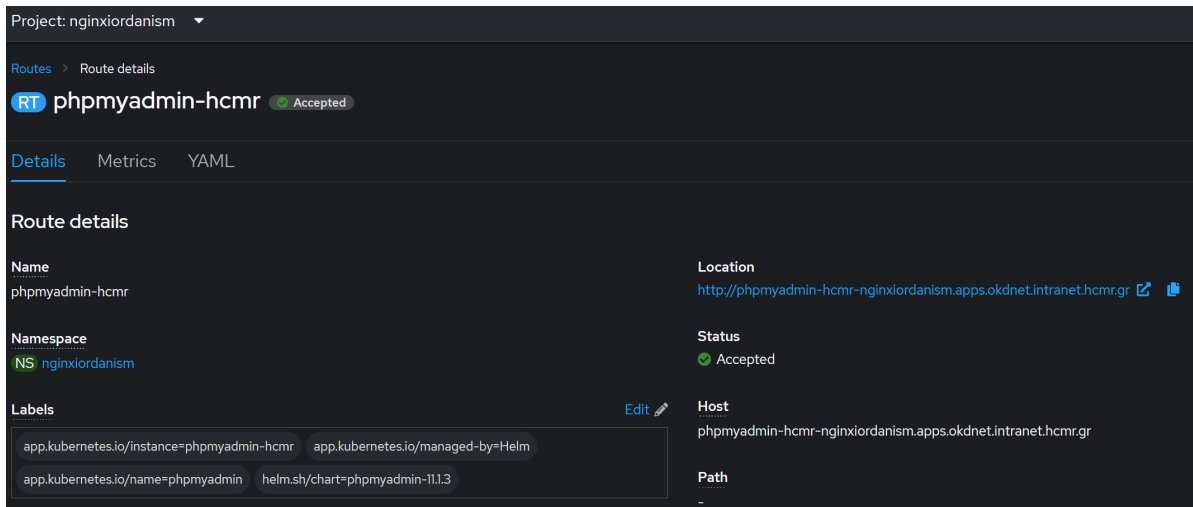 Project: nginxiordanism
Routes > Route details
RT phpmyadmin-hcmr Accepted
Details Metrics YAML
Route details
Name
phpmyadmin-hcmr
Namespace
NS nginxiordanism
Labels
Edit
app.kubernetes.io/instance=phpmyadmin-hcmr app.kubernetes.io/managed-by=Helm
app.kubernetes.io/name=phpmyadmin helm.sh/chart=phpmyadmin-11.1.3
Location
http://phpmyadmin-hcmr-nginxiordanism.apps.okdnet.intranet.hcmr.gr
Status
Accepted
Host
phpmyadmin-hcmr-nginxiordanism.apps.okdnet.intranet.hcmr.gr
Path
-